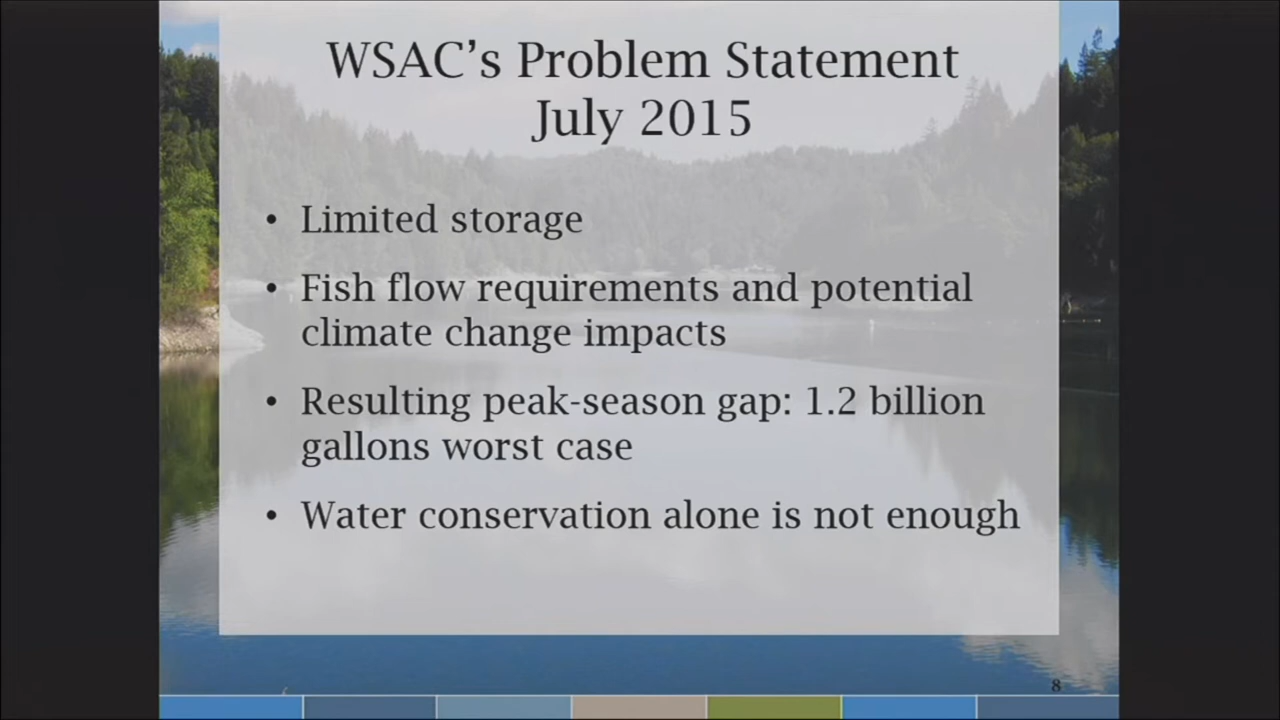 WSAC's Problem Statement
July 2015
• Limited storage
• Fish flow requirements and potential
climate change impacts
• Resulting peak-season gap: 1.2 billion
gallons worst case
• Water conservation alone is not enough
8